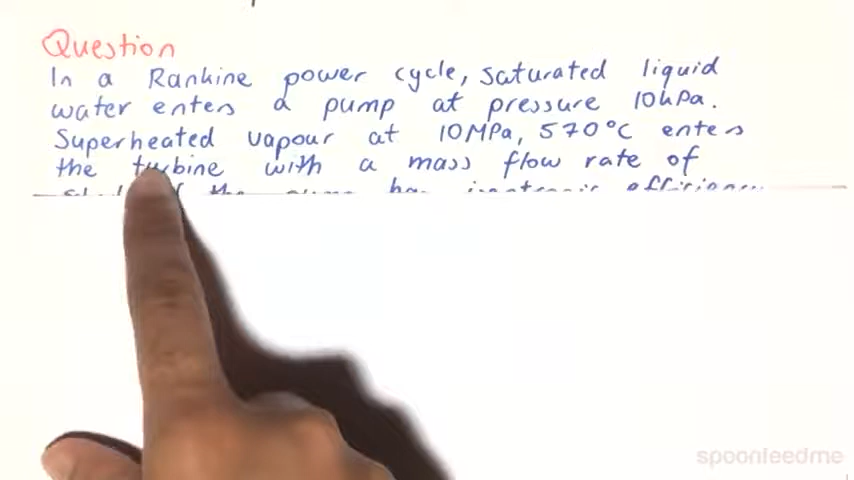 Question
In a Rankine power cycle, saturated liquid
water enters a pump at pressure 10kPa.
Superheated vapour at 10MPa, 570°C enters
the turbine with a mass flow rate of
spoonfeedme